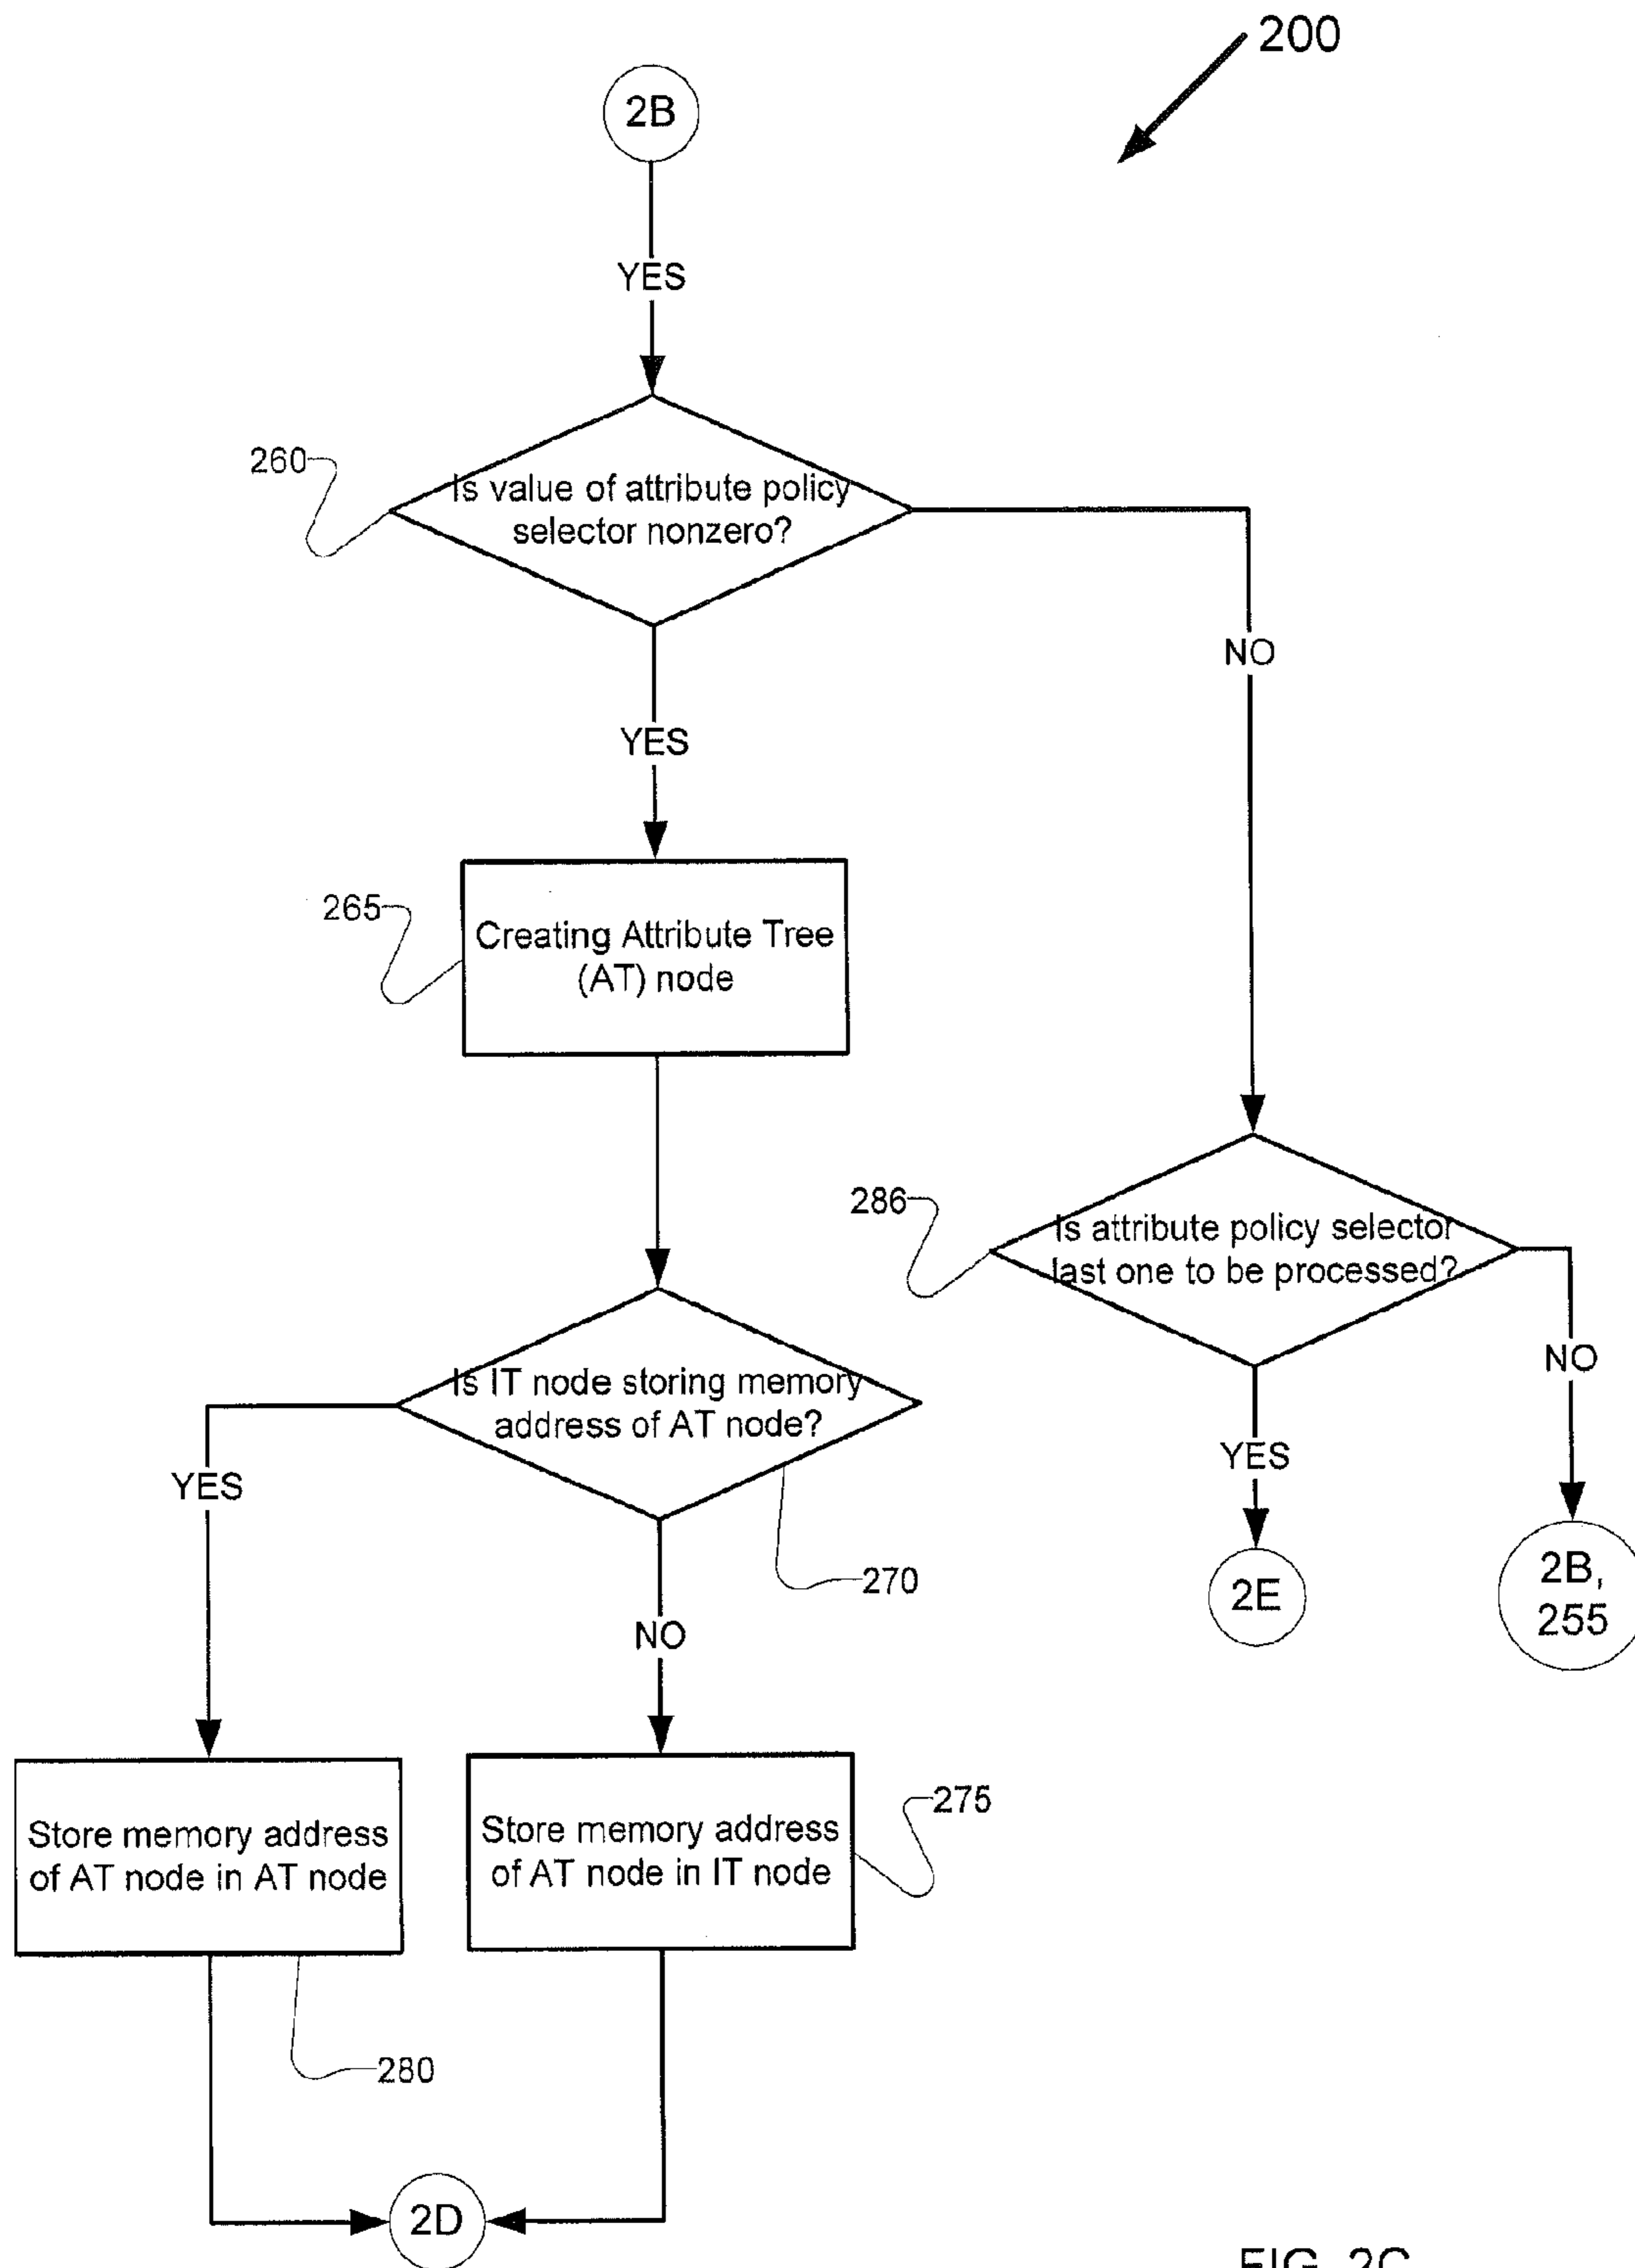 200
2B
YES
260
Is value of attribute policy
selector nonzero?
NO
YES
265
Creating Attribute Tree
(AT) node
286
Is attribute policy selector
last one to be processed?
Is IT node storing memory
address of AT node?
NO
YES
YES
270
2E
2B,
255
NO
275
Store memory address
of AT node in AT node
Store memory address
of AT node in IT node
280
2D
FIG. 2C